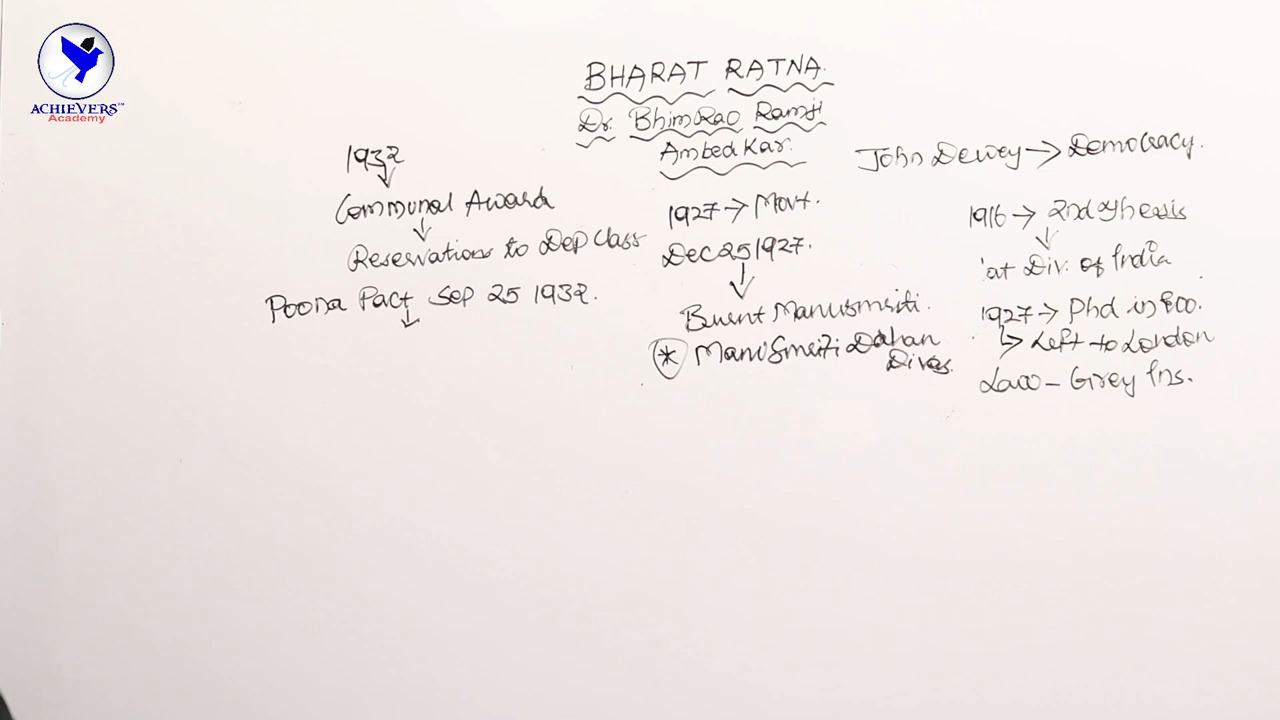 ACHIEVERS™
Academy
BHARAT RATNA.
Dr. BhimRao Ramji
Ambedkar.
1932
Communal Award
Reservations to Dep Class
Poona Pact Sep 25 1932.
1927 → Movt.
Dec 25 1927.
Burnt Manusmriti.
* Manusmriti Dahan
Divas.
John Dewey → Democracy.
1916 → 2nd thesis
Nat Div. of India
1927 → Phd in Eco.
Left to London
Law - Grey Ins.